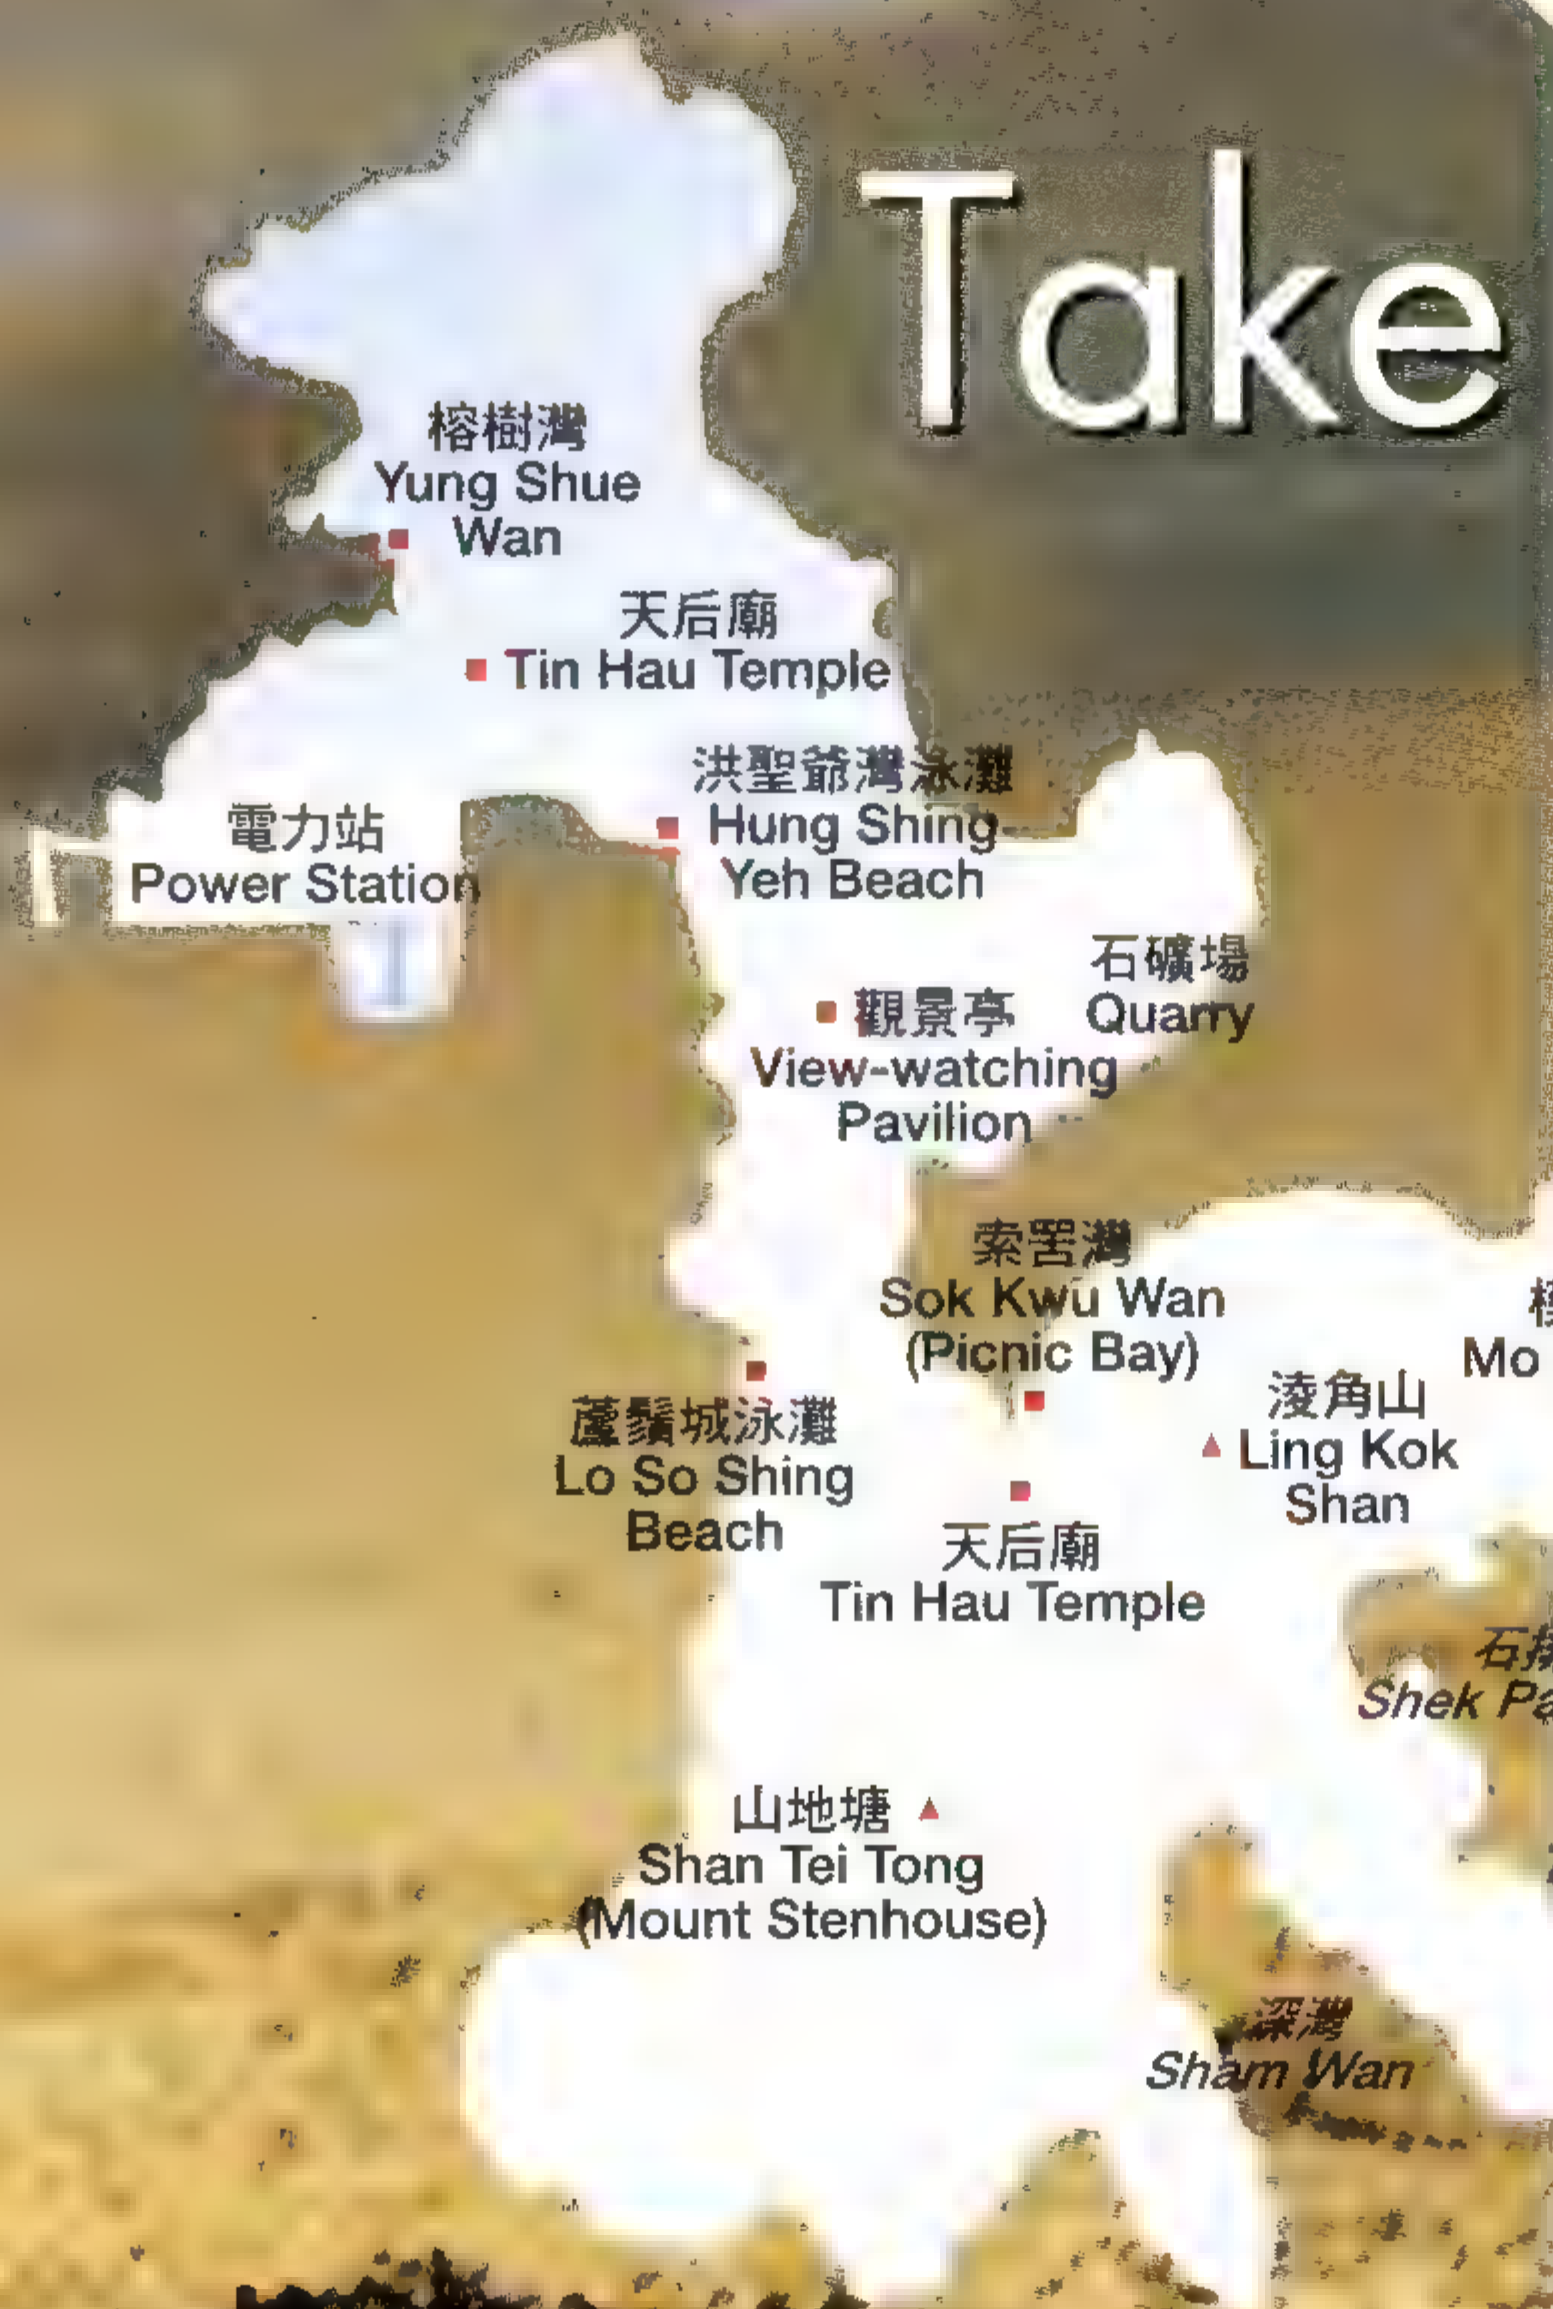 Take
榕樹灣
Yung Shue
Wan
天后廟
Tin Hau Temple
洪聖爺灣泳灘
Hung Shing
Yeh Beach
電力站
Power Station
石礦場
Quarry
觀景亭
View-watching
Pavilion
索罟灣
Sok Kwu Wan
(Picnic Bay)
Mo
蘆鬚城泳灘
Lo So Shing
Beach
淩角山
Ling Kok
Shan
天后廟
Tin Hau Temple
石排
Shek Pa
山地塘
Shan Tei Tong
(Mount Stenhouse)
深灣
Sham Wan